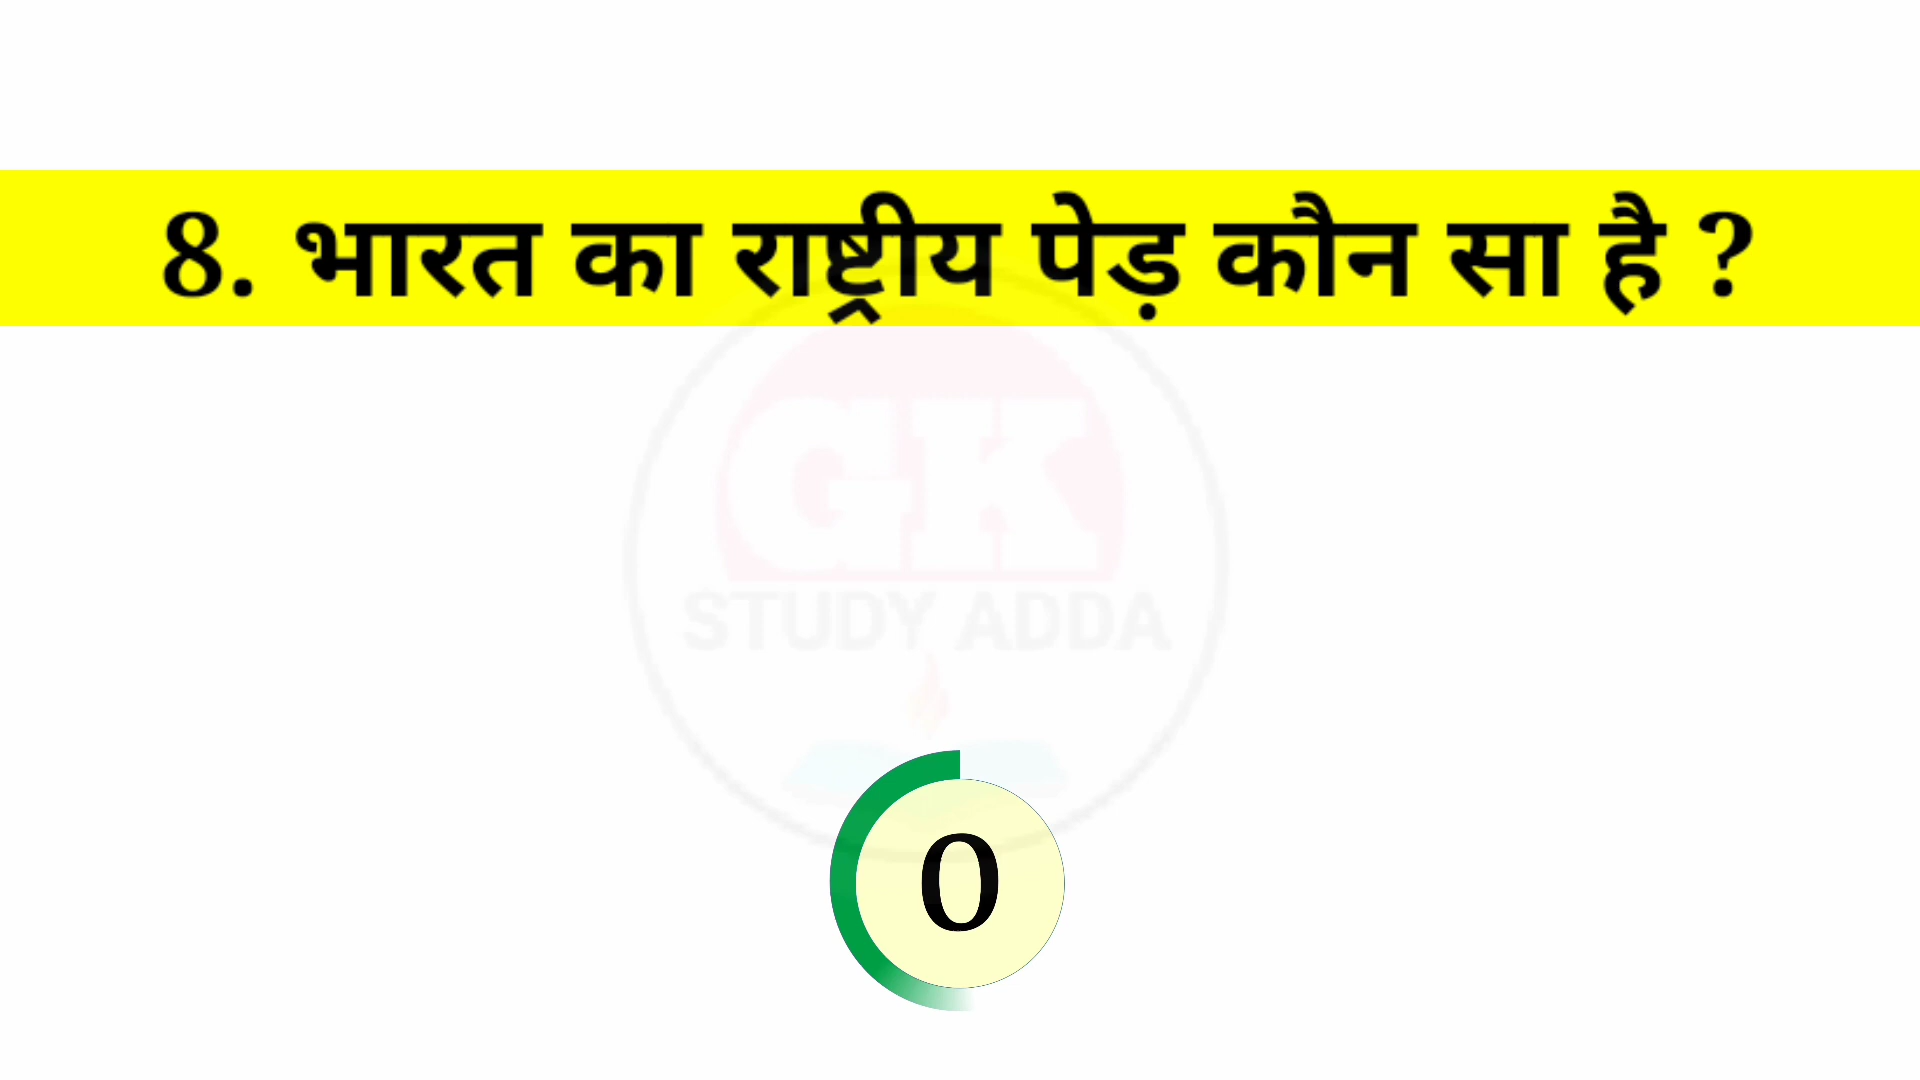 8. भारत का राष्ट्रीय पेड़ कौन सा है ?
GK
STUDY ADDA
0